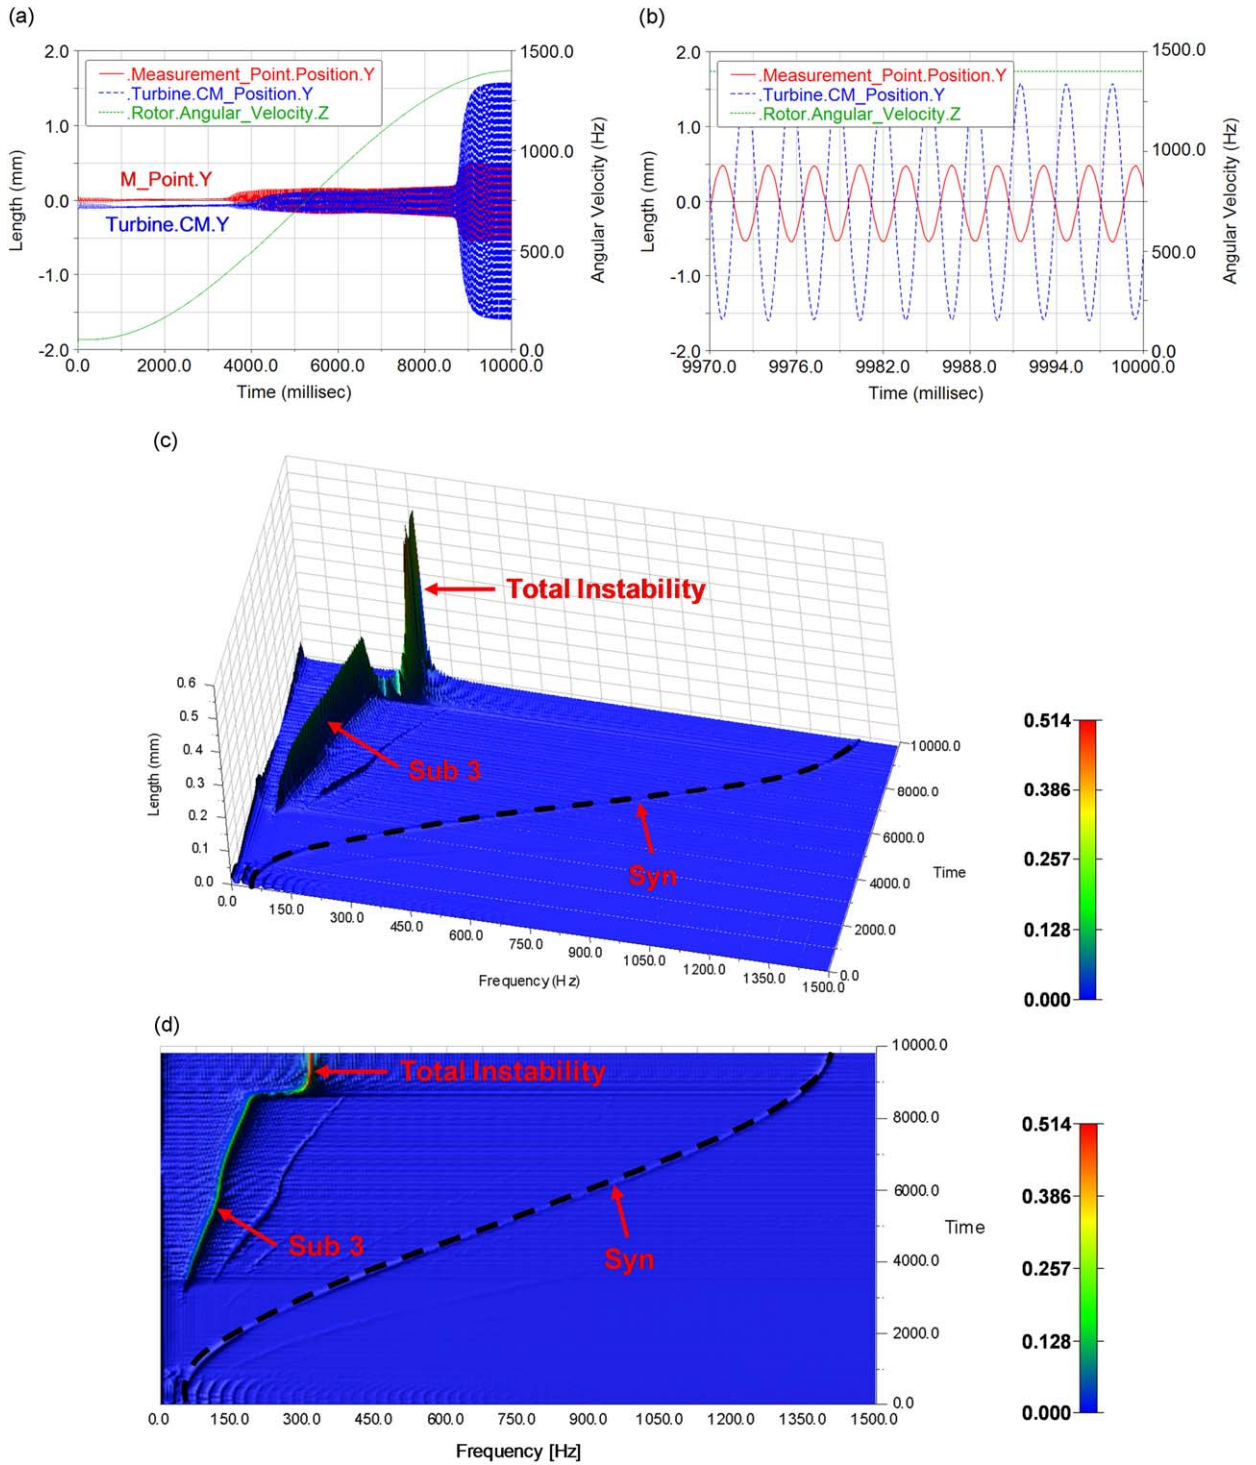 (a)
2.0
1.0
0.0
-1.0
-2.0
Length (mm)
.Measurement_Point.Position.Y
.Turbine.CM_Position.Y
.Rotor.Angular_Velocity.Z
M_Point.Y
Turbine.CM.Y
1500.0
1000.0
500.0
0.0
Angular Velocity (Hz)
0.0 2000.0 4000.0 6000.0 8000.0 10000.0
Time (millisec)
(b)
2.0
1.0
0.0
-1.0
-2.0
Length (mm)
.Measurement_Point.Position.Y
.Turbine.CM_Position.Y
.Rotor.Angular_Velocity.Z
1500.0
1000.0
500.0
0.0
Angular Velocity (Hz)
9970.0 9976.0 9982.0 9988.0 9994.0 10000.0
Time (millisec)
(c)
Total Instability
Sub 3
Syn
0.6
0.5
0.4
0.3
0.2
0.1
0.0
Length (mm)
0.0 150.0 300.0 450.0 600.0 750.0 900.0 1050.0 1200.0 1350.0 1500.0
Frequency (Hz)
10000.0
8000.0
6000.0
4000.0
2000.0
0.0
Time
0.514
0.386
0.257
0.128
0.000
(d)
Total Instability
Sub 3
Syn
10000.0
8000.0
6000.0
4000.0
2000.0
0.0
Time
0.0 150.0 300.0 450.0 600.0 750.0 900.0 1050.0 1200.0 1350.0 1500.0
Frequency [Hz]
0.514
0.386
0.257
0.128
0.000